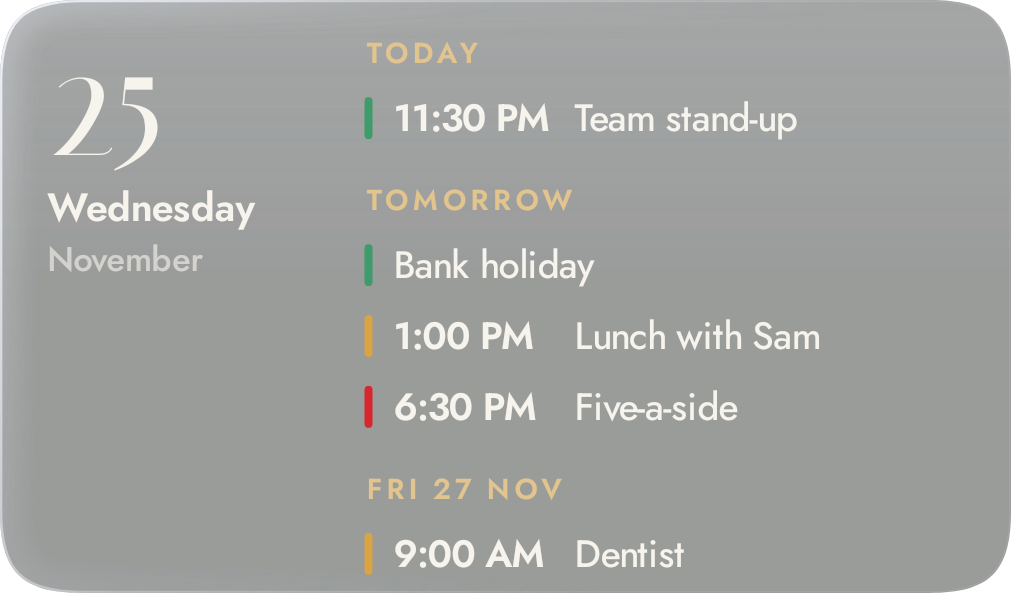 25
Wednesday
November
TODAY
11:30 PM Team stand-up
TOMORROW
Bank holiday
1:00 PM Lunch with Sam
6:30 PM Five-a-side
FRI 27 NOV
9:00 AM Dentist